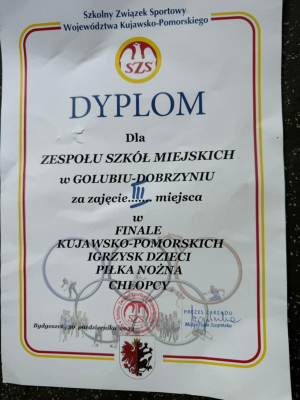 Szkolny Związek Sportowy
Województwa Kujawsko-Pomorskiego
SZS
DYPLOM
Dla
ZESPOŁU SZKÓŁ MIEJSKICH
w GOLUBIU-DOBRZYNIU
za zajęcie...III... miejsca
w
FINALE
KUJAWSKO-POMORSKICH
IGRZYSK DZIECI
PIŁKA NOŻNA
CHŁOPCY
Bydgoszcz, 30 października
PREZES ZARZĄDU